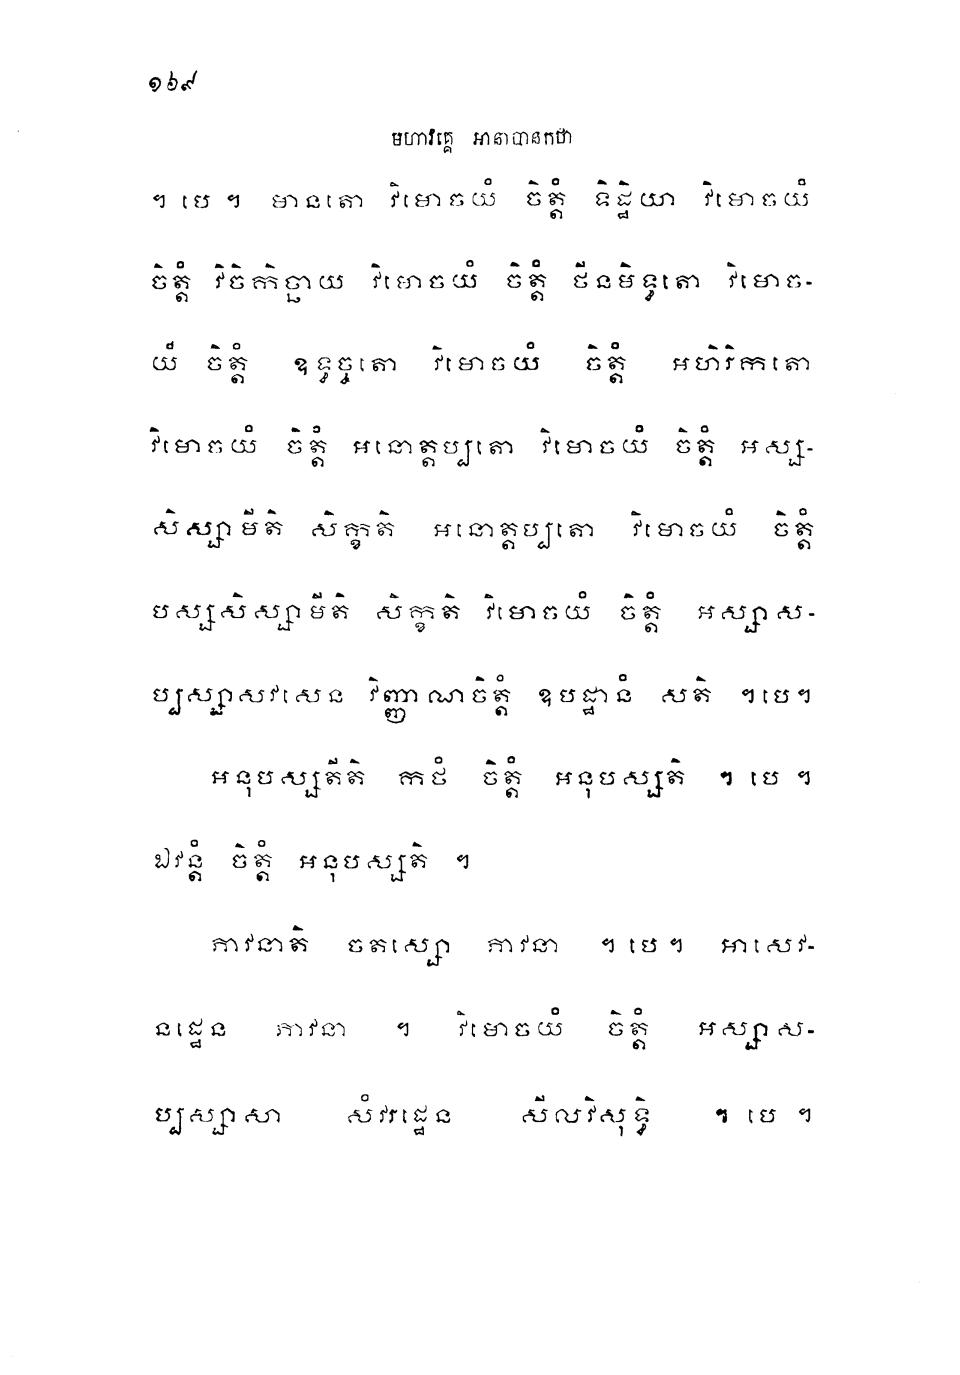 ១៦៩
មហាវគ្គេ អានាបានកថា
។ បេ ។ មានតោ វិមោចយំ ចិត្តំ ទិដ្ឋិយា វិមោចយំ
ចិត្តំ វិចិកិច្ឆាយ វិមោចយំ ចិត្តំ ថីនមិទ្ធតោ វិមោច-
យំ ចិត្តំ ឧទ្ធច្ចតោ វិមោចយំ ចិត្តំ អហិរិកតោ
វិមោចយំ ចិត្តំ អនោត្តប្បតោ វិមោចយំ ចិត្តំ អស្ស-
សិស្សាមីតិ សិក្ខតិ អនោត្តប្បតោ វិមោចយំ ចិត្តំ
បស្សសិស្សាមីតិ សិក្ខតិ វិមោចយំ ចិត្តំ អស្សាស-
ប្បស្សាសវសេន វិញ្ញាណចិត្តំ ឧបដ្ឋានំ សតិ ។បេ។
អនុបស្សតីតិ កថំ ចិត្តំ អនុបស្សតិ ។ បេ ។
ឯវន្តំ ចិត្តំ អនុបស្សតិ ។
ភាវនាតិ ចតស្សោ ភាវនា ។ បេ ។ អាសេវ-
នដ្ឋេន ភាវនា ។ វិមោចយំ ចិត្តំ អស្សាស-
ប្បស្សាសា សំវរដ្ឋេន សីលវិសុទ្ធិ ។ បេ ។